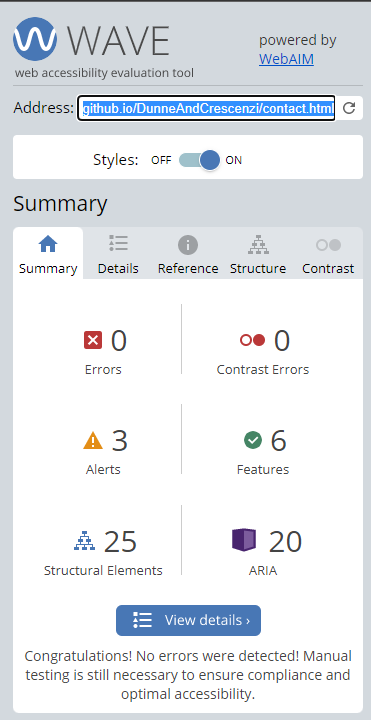 WAVE
web accessibility evaluation tool
powered by
WebAIM
Address: github.io/DunneAndCrescenzi/contact.html
Styles: OFF ON
Summary
Summary Details Reference Structure Contrast
0 0
Errors Contrast Errors
3 6
Alerts Features
25 20
Structural Elements ARIA
View details ›
Congratulations! No errors were detected! Manual
testing is still necessary to ensure compliance and
optimal accessibility.